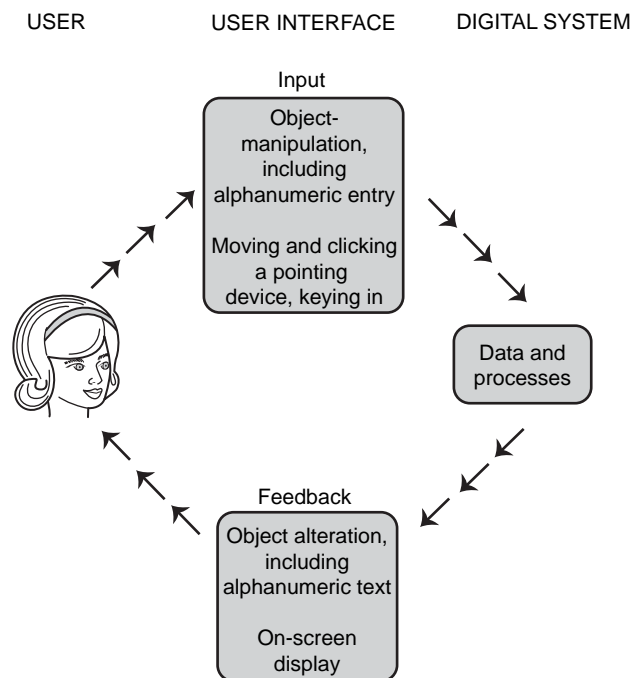 USER
USER INTERFACE
DIGITAL SYSTEM
Input
Object-
manipulation,
including
alphanumeric entry
Moving and clicking
a pointing
device, keying in
Data and
processes
Feedback
Object alteration,
including
alphanumeric text
On-screen
display